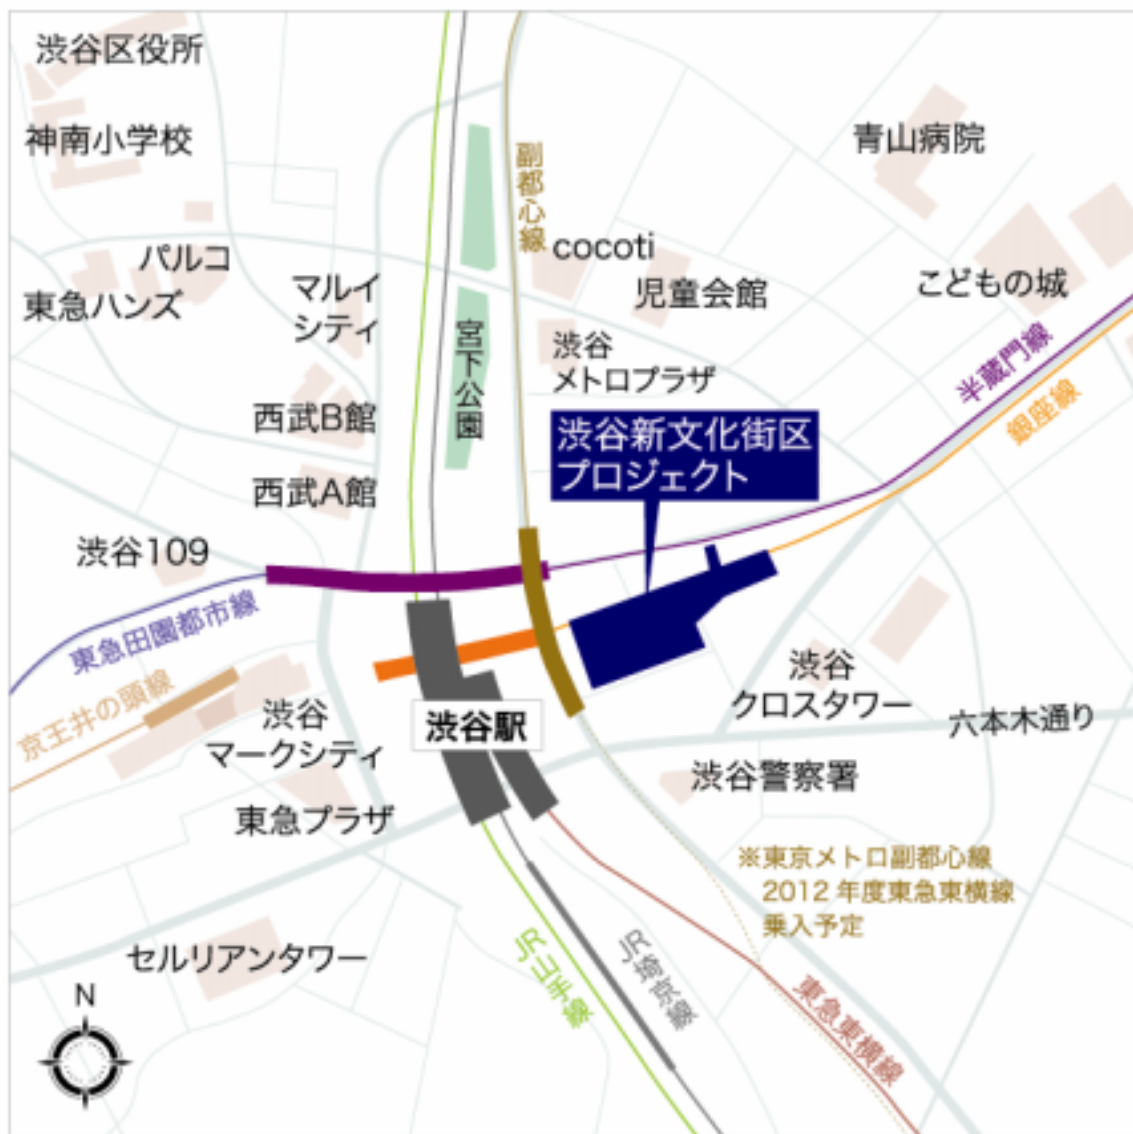 渋谷区役所
神南小学校
青山病院
副都心線
cocoti
パルコ
東急ハンズ
マルイ
シティ
児童会館
こどもの城
宮下公園
渋谷
メトロプラザ
半蔵門線
銀座線
西武B館
西武A館
渋谷新文化街区
プロジェクト
渋谷109
東急田園都市線
京王井の頭線
渋谷
マークシティ
渋谷駅
渋谷
クロスタワー
六本木通り
東急プラザ
渋谷警察署
※東京メトロ副都心線
2012年度東急東横線
乗入予定
セルリアンタワー
JR山手線
JR埼京線
東急東横線
N